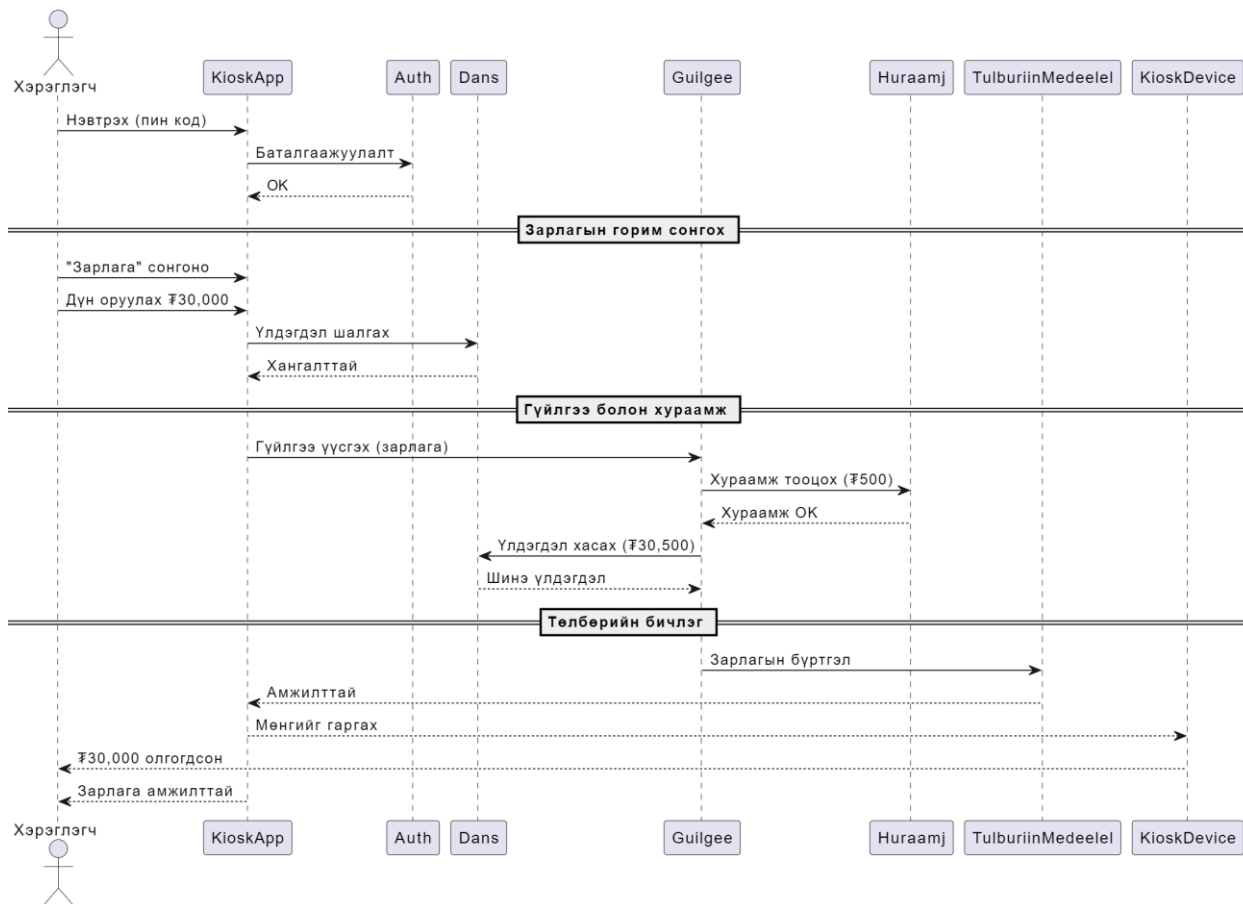 Хэрэглэгч
KioskApp
Auth
Dans
Guilgee
Huraamj
TulburiinMedeelel
KioskDevice
Нэвтрэх (пин код)
Баталгаажуулалт
OK
Зарлагын горим сонгох
"Зарлага" сонгоно
Дүн оруулах ₮30,000
Үлдэгдэл шалгах
Хангалттай
Гүйлгээ болон хураамж
Гүйлгээ үүсгэх (зарлага)
Хураамж тооцох (₮500)
Хураамж OK
Үлдэгдэл хасах (₮30,500)
Шинэ үлдэгдэл
Төлбөрийн бичлэг
Зарлагын бүртгэл
Амжилттай
Мөнгийг гаргах
₮30,000 олгогдсон
Зарлага амжилттай
Хэрэглэгч
KioskApp
Auth
Dans
Guilgee
Huraamj
TulburiinMedeelel
KioskDevice